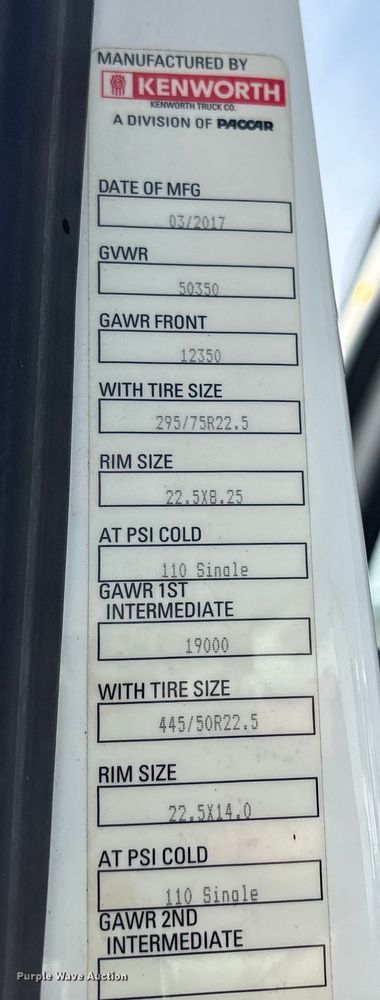 MANUFACTURED BY
KENWORTH
KENWORTH TRUCK CO.
A DIVISION OF PACCAR
DATE OF MFG
03/2017
GVWR
50350
GAWR FRONT
12350
WITH TIRE SIZE
295/75R22.5
RIM SIZE
22.5X8.25
AT PSI COLD
110 Single
GAWR 1ST
INTERMEDIATE
19000
WITH TIRE SIZE
445/50R22.5
RIM SIZE
22.5X14.0
AT PSI COLD
110 Single
GAWR 2ND
INTERMEDIATE
Purple Wave Auction